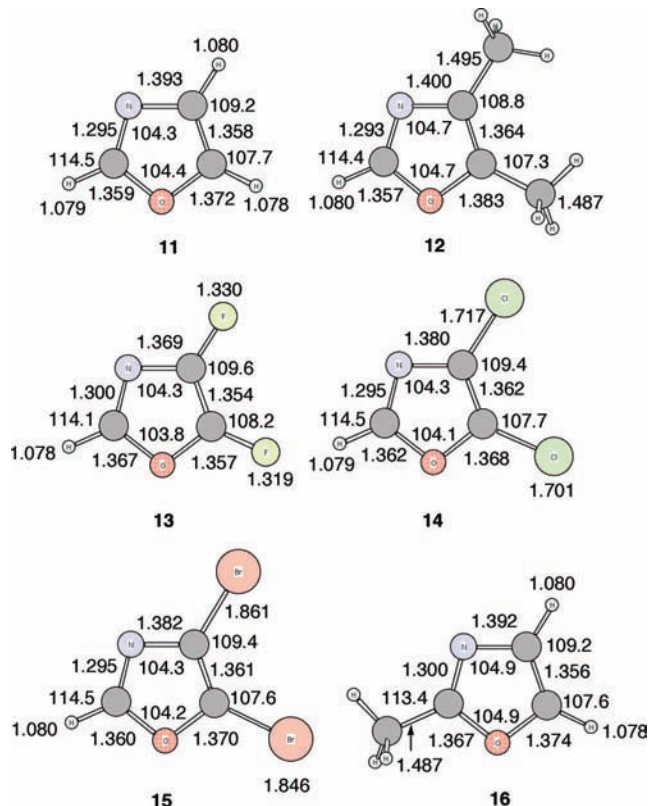 1.080
1.393
H
N
109.2
1.295
104.3
1.358
114.5
104.4
107.7
H
1.359
O
1.372
H
1.079
1.078
11
H
H
1.495
H
1.400
N
108.8
1.293
104.7
1.364
114.4
104.7
107.3
H
H
1.357
O
1.383
1.080
H
H
1.487
12
1.330
F
1.369
N
109.6
1.300
104.3
1.354
114.1
108.2
H
103.8
F
1.078
1.367
O
1.357
1.319
13
Cl
1.717
1.380
N
109.4
1.295
104.3
1.362
114.5
107.7
H
104.1
Cl
1.079
1.362
O
1.368
1.701
14
Br
1.382
1.861
N
109.4
1.295
104.3
1.361
114.5
107.6
H
104.2
1.080
1.360
O
1.370
Br
1.846
15
1.080
H
1.392
N
109.2
1.300
104.9
1.356
H
113.4
107.6
104.9
H
1.078
H
H
1.367
O
1.374
1.487
16